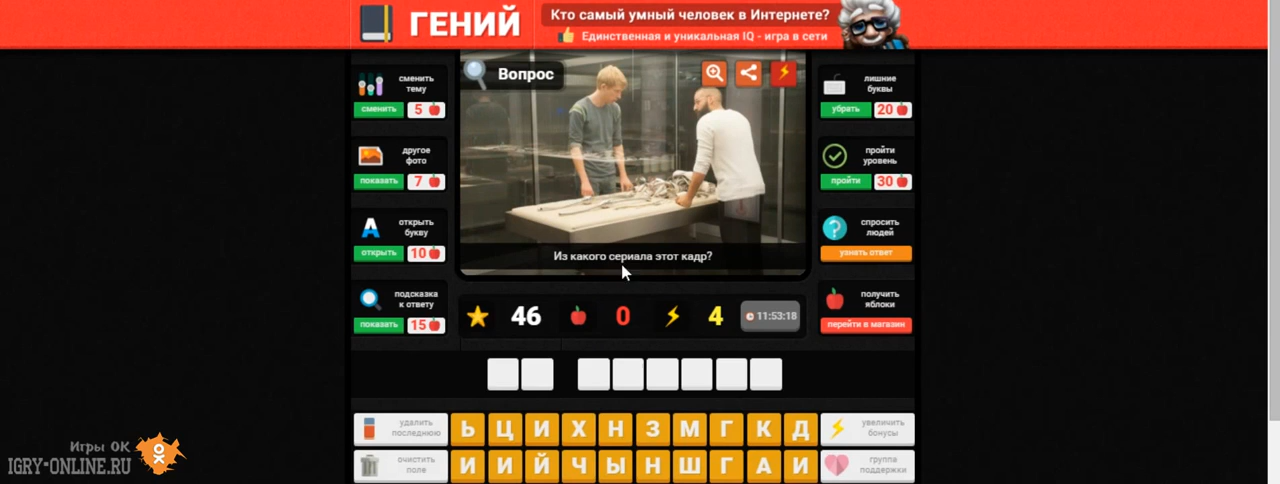 ГЕНИЙ
Кто самый умный человек в Интернете?
Единственная и уникальная IQ - игра в сети
сменить
тему
сменить 5
другое
фото
показать 7
открыть
букву
открыть 10
подсказка
к ответу
показать 15
Вопрос
Из какого сериала этот кадр?
46 0 4 11:53:18
лишние
буквы
убрать 20
пройти
уровень
пройти 30
спросить
людей
узнать ответ
получить
яблоки
перейти в магазин
удалить
последнюю
Ь Ц И Х Н З М Г К Д
увеличить
бонусы
очистить
поле
И И Й Ч Ы Н Ш Г А И
группа
поддержки
Игры ОК
IGRY-ONLINE.RU